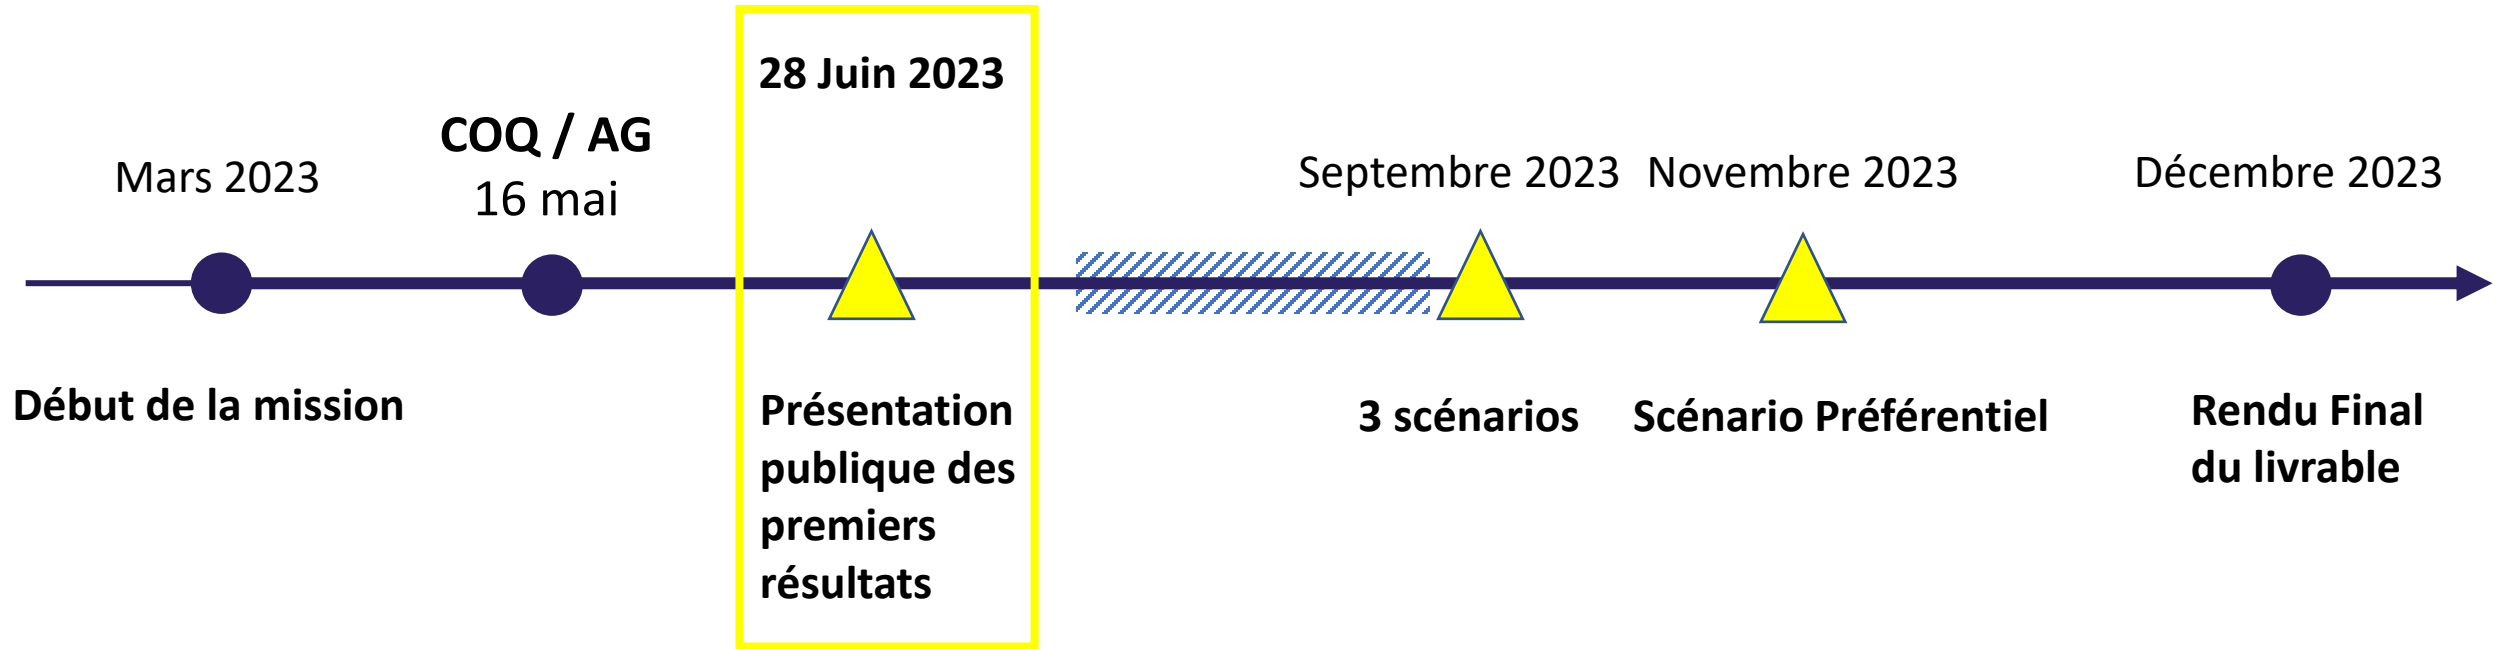 Mars 2023
Début de la mission
COQ / AG
16 mai
28 Juin 2023
Présentation
publique des
premiers
résultats
Septembre 2023
3 scénarios
Novembre 2023
Scénario Préférentiel
Décembre 2023
Rendu Final
du livrable